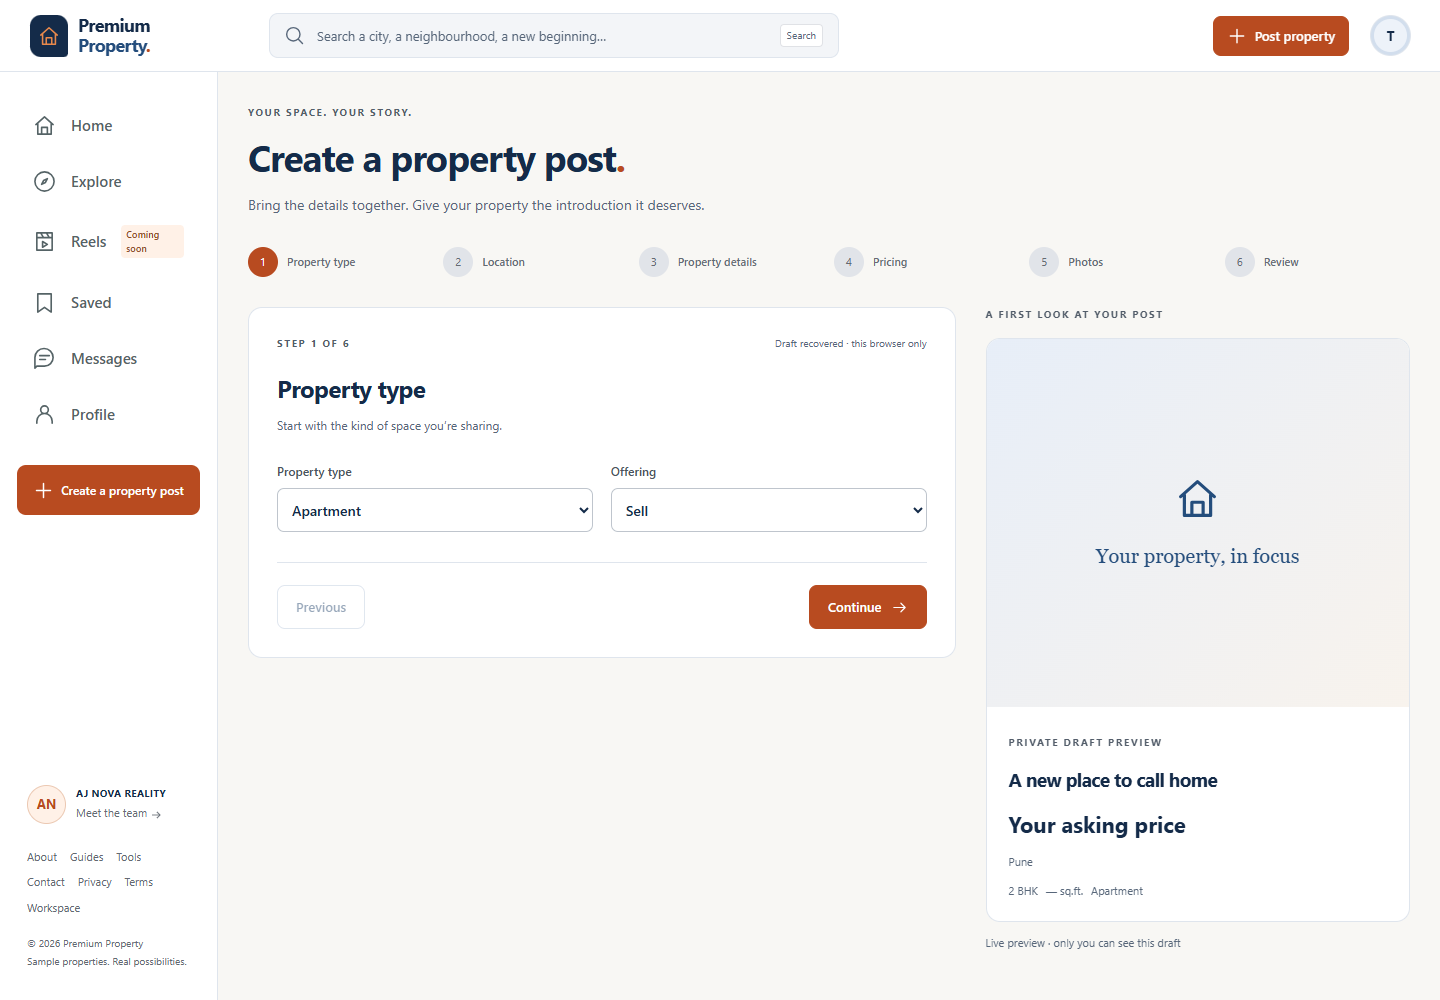 Premium
Property.
Search a city, a neighbourhood, a new beginning...
Search
Post property
T
Home
Explore
Reels
Coming
soon
Saved
Messages
Profile
Create a property post
AN
AJ NOVA REALITY
Meet the team →
About Guides Tools
Contact Privacy Terms
Workspace
© 2026 Premium Property
Sample properties. Real possibilities.
YOUR SPACE. YOUR STORY.
Create a property post.
Bring the details together. Give your property the introduction it deserves.
1 Property type
2 Location
3 Property details
4 Pricing
5 Photos
6 Review
STEP 1 OF 6
Draft recovered · this browser only
Property type
Start with the kind of space you’re sharing.
Property type
Offering
Apartment
Sell
Previous
Continue →
A FIRST LOOK AT YOUR POST
Your property, in focus
PRIVATE DRAFT PREVIEW
A new place to call home
Your asking price
Pune
2 BHK — sq.ft. Apartment
Live preview · only you can see this draft